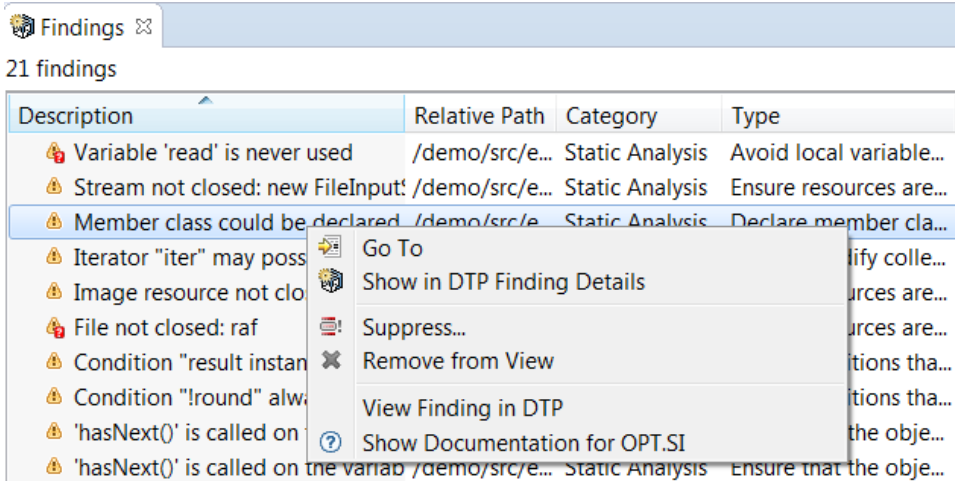 Findings
21 findings
Description Relative Path Category Type
Variable 'read' is never used /demo/src/e... Static Analysis Avoid local variable...
Stream not closed: new FileInputS /demo/src/e... Static Analysis Ensure resources are...
Member class could be declared /demo/src/e... Static Analysis Declare member cla...
Iterator "iter" may poss ify colle...
Go To
Show in DTP Finding Details
Image resource not clo urces are...
File not closed: raf urces are...
Suppress...
Condition "result instan itions tha...
Remove from View
Condition "!round" alwa itions tha...
View Finding in DTP
'hasNext()' is called on the obje...
Show Documentation for OPT.SI
'hasNext()' is called on the variab /demo/src/e... Static Analysis Ensure that the obje...